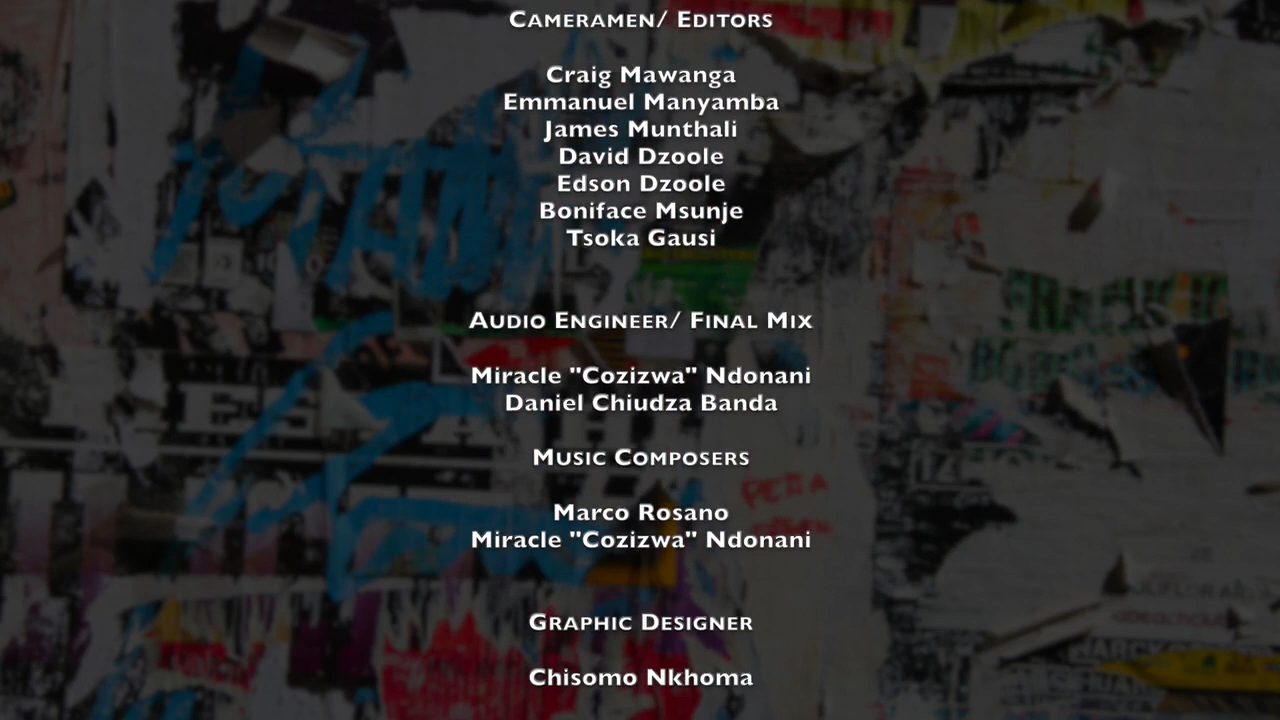 CAMERAMEN/ EDITORS
Craig Mawanga
Emmanuel Manyamba
James Munthali
David Dzoole
Edson Dzoole
Boniface Msunje
Tsoka Gausi
AUDIO ENGINEER/ FINAL MIX
Miracle "Cozizwa" Ndonani
Daniel Chiudza Banda
MUSIC COMPOSERS
Marco Rosano
Miracle "Cozizwa" Ndonani
GRAPHIC DESIGNER
Chisomo Nkhoma